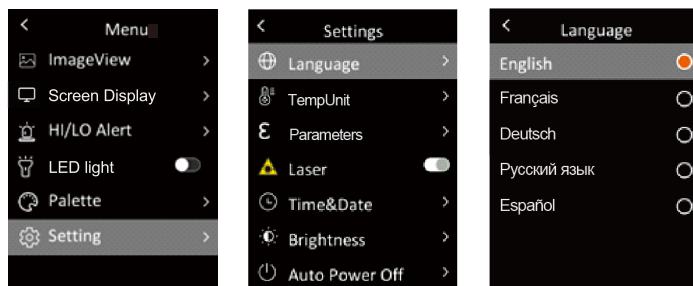 Menu
ImageView
Screen Display
HI/LO Alert
LED light
Palette
Setting
Settings
Language
TempUnit
Parameters
Laser
Time&Date
Brightness
Auto Power Off
Language
English
Français
Deutsch
Русский язык
Español